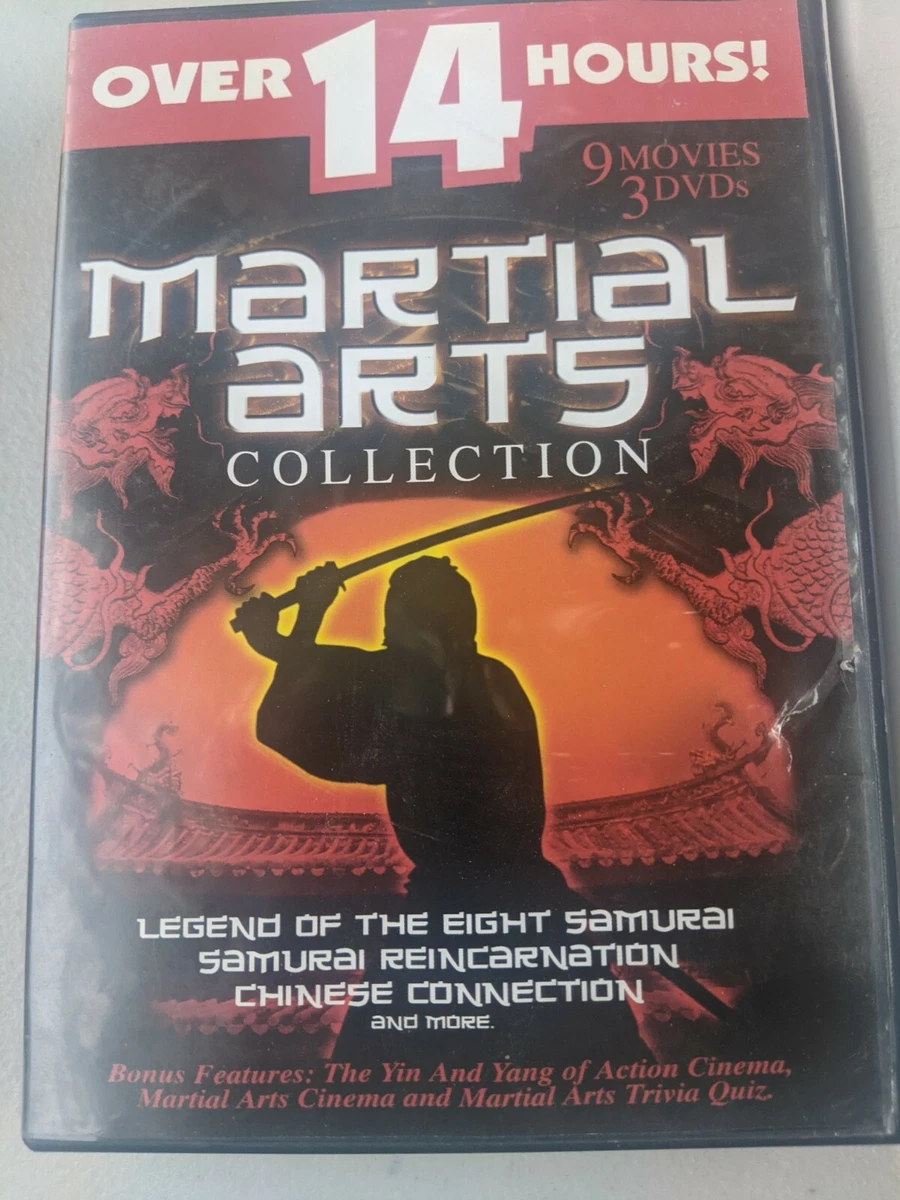 OVER 14 HOURS!
9 MOVIES
3 DVDs
MARTIAL
ARTS
COLLECTION
LEGEND OF THE EIGHT SAMURAI
SAMURAI REINCARNATION
CHINESE CONNECTION
AND MORE.
Bonus Features: The Yin And Yang of Action Cinema,
Martial Arts Cinema and Martial Arts Trivia Quiz.